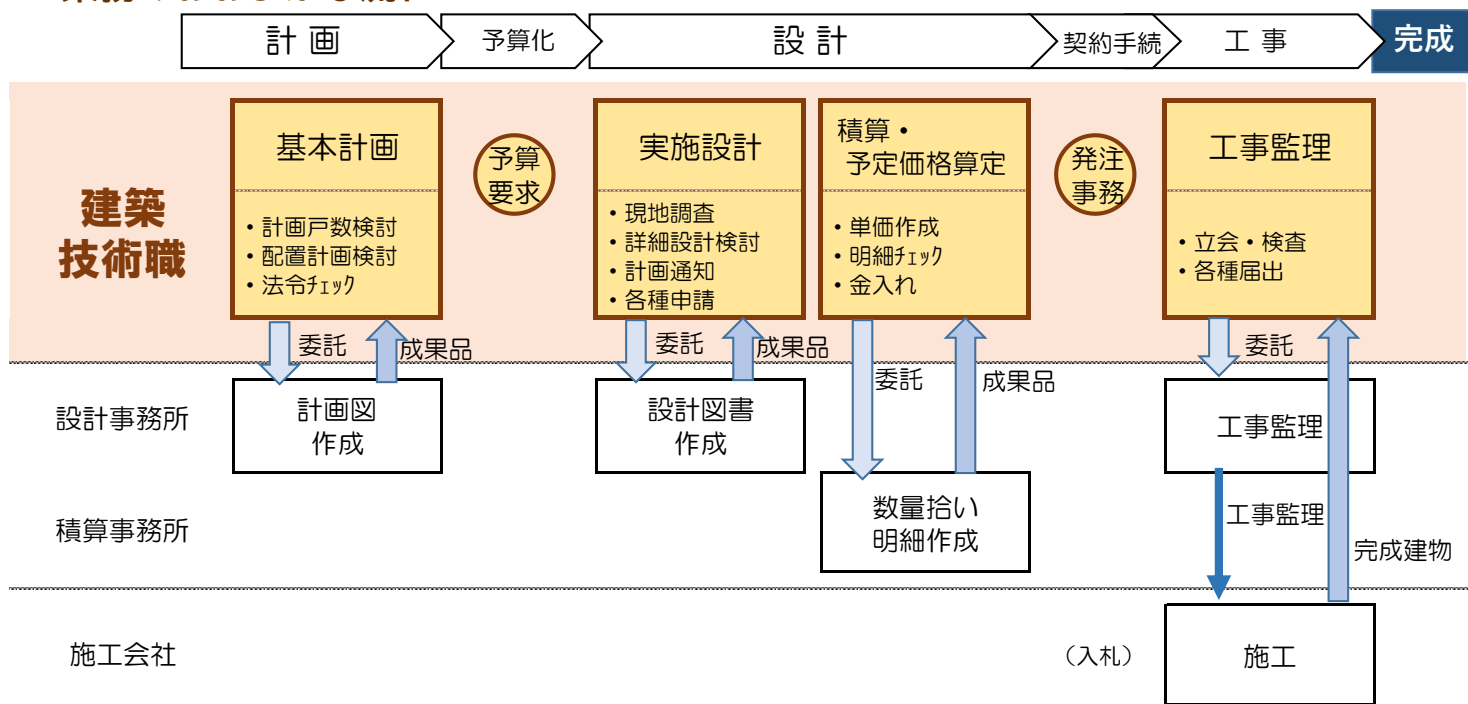 計 画
予算化
設 計
契約手続
工 事
完成
建築
技術職
基本計画
・計画戸数検討
・配置計画検討
・法令ﾁｪｯｸ
予算
要求
実施設計
・現地調査
・詳細設計検討
・計画通知
・各種申請
積算・
予定価格算定
・単価作成
・明細ﾁｪｯｸ
・金入れ
発注
事務
工事監理
・立会・検査
・各種届出
委託
成果品
委託
成果品
委託
成果品
委託
設計事務所
計画図
作成
設計図書
作成
工事監理
積算事務所
数量拾い
明細作成
工事監理
完成建物
施工会社
（入札）
施工